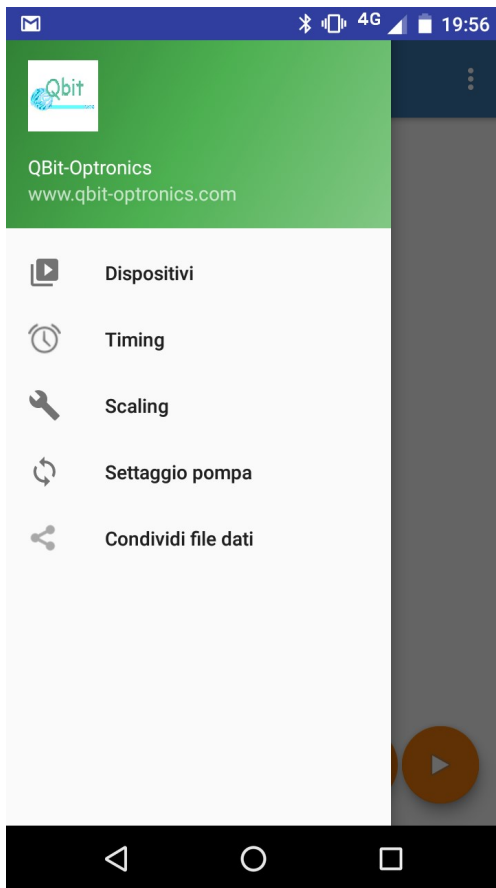 4G 19:56
Qbit
QBit-Optronics
www.qbit-optronics.com
Dispositivi
Timing
Scaling
Settaggio pompa
Condividi file dati